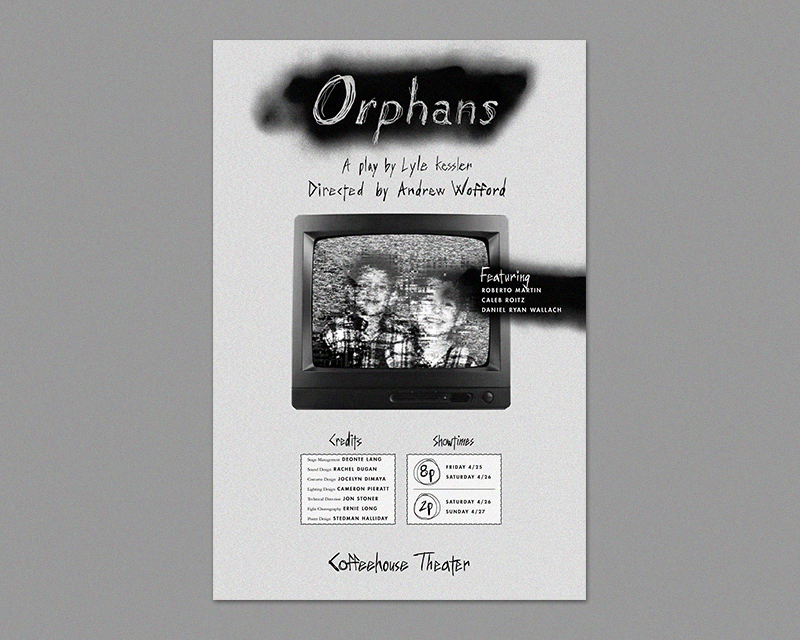 Orphans
A play by Lyle Kessler
Directed by Andrew Wofford
Featuring
ROBERTO MARTIN
CALEB ROITZ
DANIEL RYAN WALLACH
Credits
Stage Management DEONTE LANG
Sound Design RACHEL DUGAN
Costume Design JOCELYN DIMAYA
Lighting Design CAMERON PIERATT
Technical Direction JON STONER
Fight Choreography ERNIE LONG
Poster Design STEDMAN HALLIDAY
Showtimes
8p
FRIDAY 4/25
SATURDAY 4/26
2p
SATURDAY 4/26
SUNDAY 4/27
Coffeehouse Theater